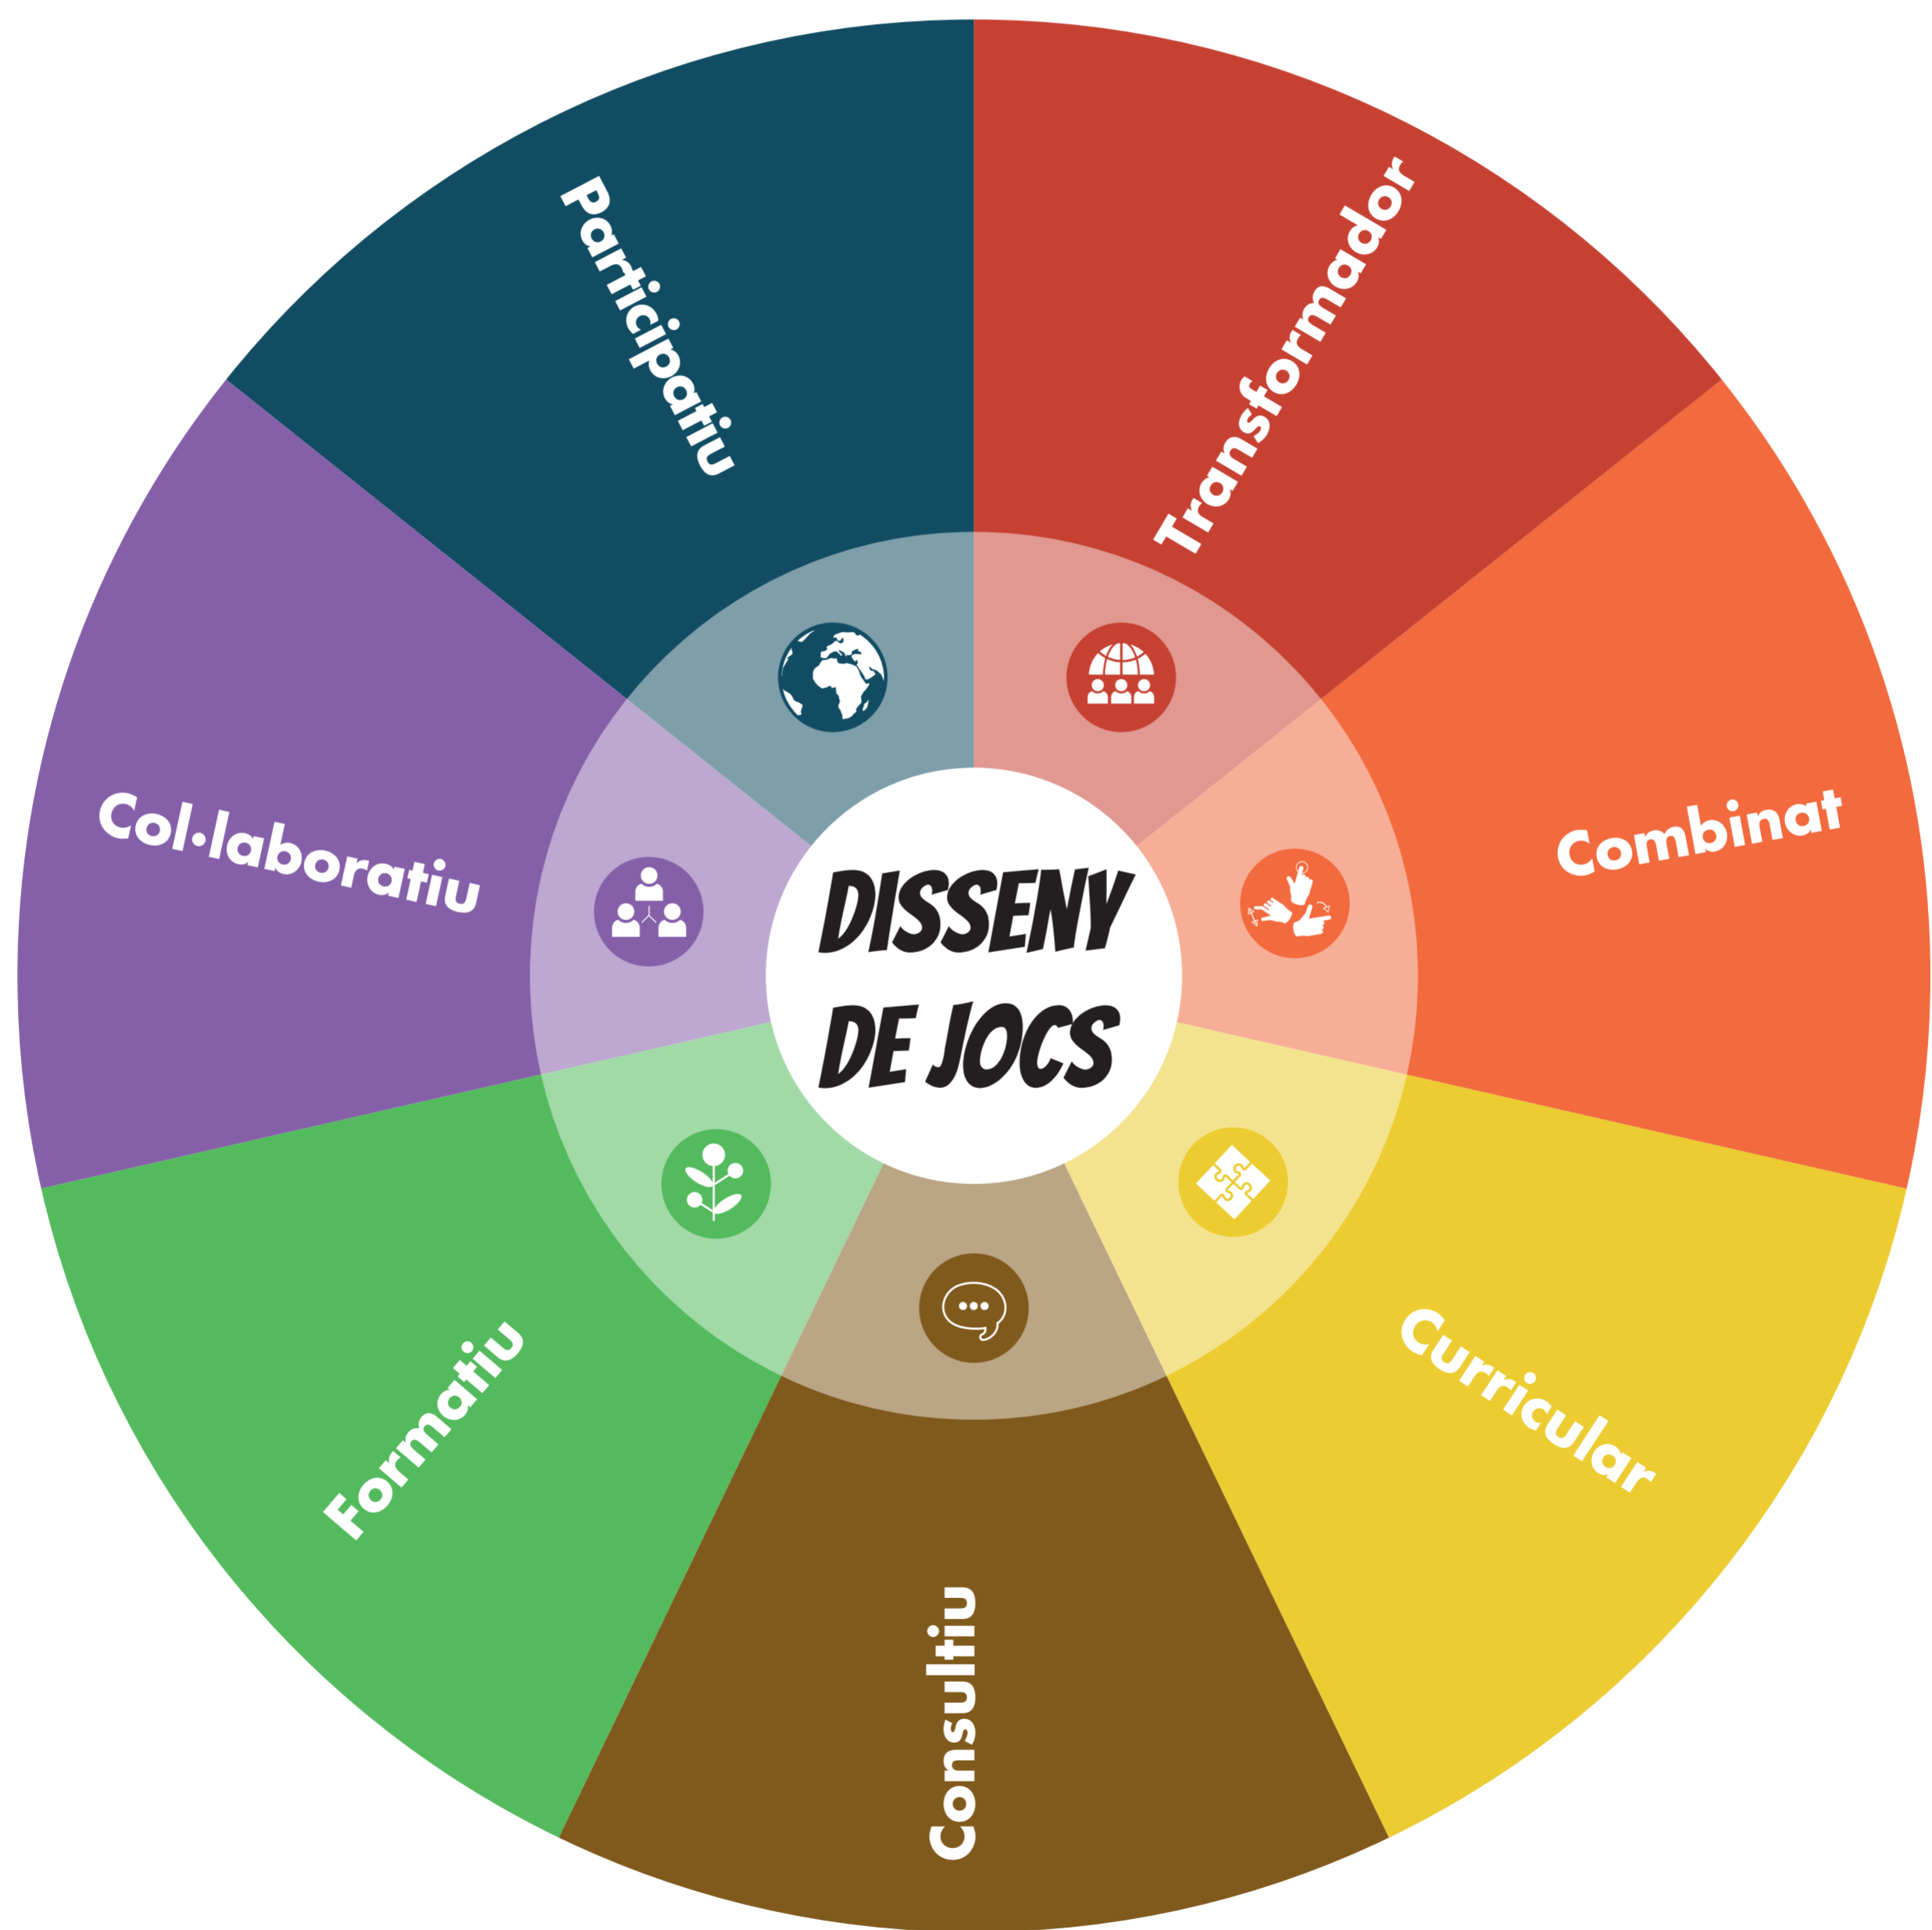 DISSENY
DE JOCS
Transformador
Combinat
Curricular
Consultiu
Formatiu
Col.laboratiu
Participatiu